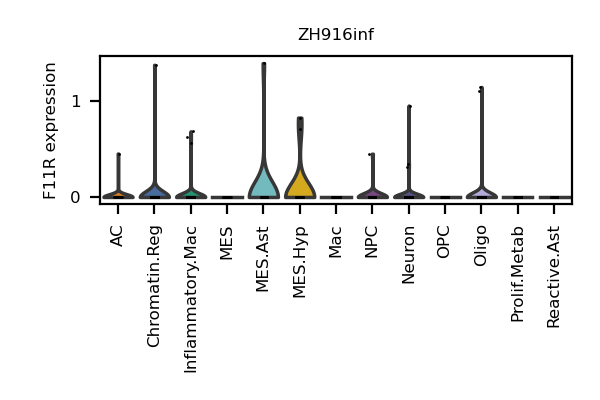 ZH916inf
F11R expression
1
0
AC
Chromatin.Reg
Inflammatory.Mac
MES
MES.Ast
MES.Hyp
Mac
NPC
Neuron
OPC
Oligo
Prolif.Metab
Reactive.Ast